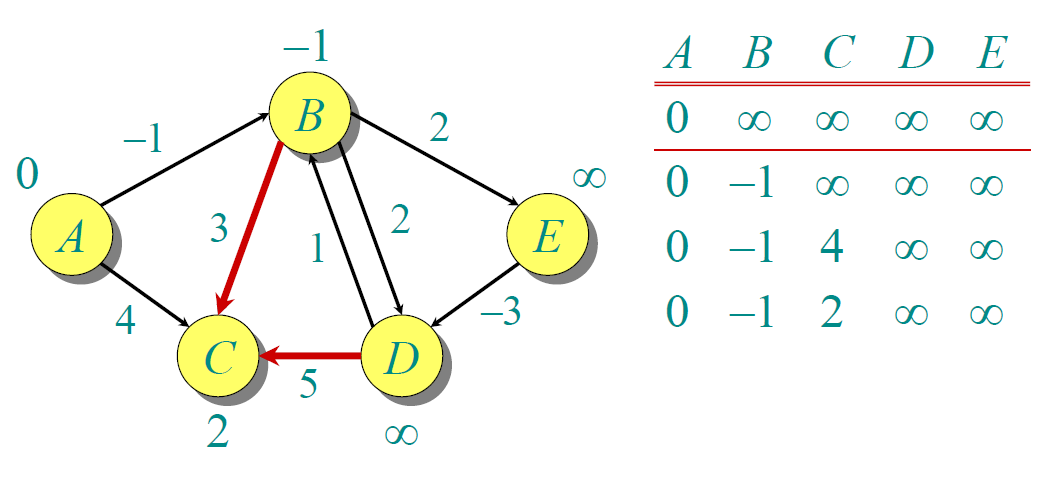 −1
B
−1
2
0
∞
A
3
2
1
E
4
−3
C
5
D
2
∞
A B C D E
0 ∞ ∞ ∞ ∞
0 −1 ∞ ∞ ∞
0 −1 4 ∞ ∞
0 −1 2 ∞ ∞